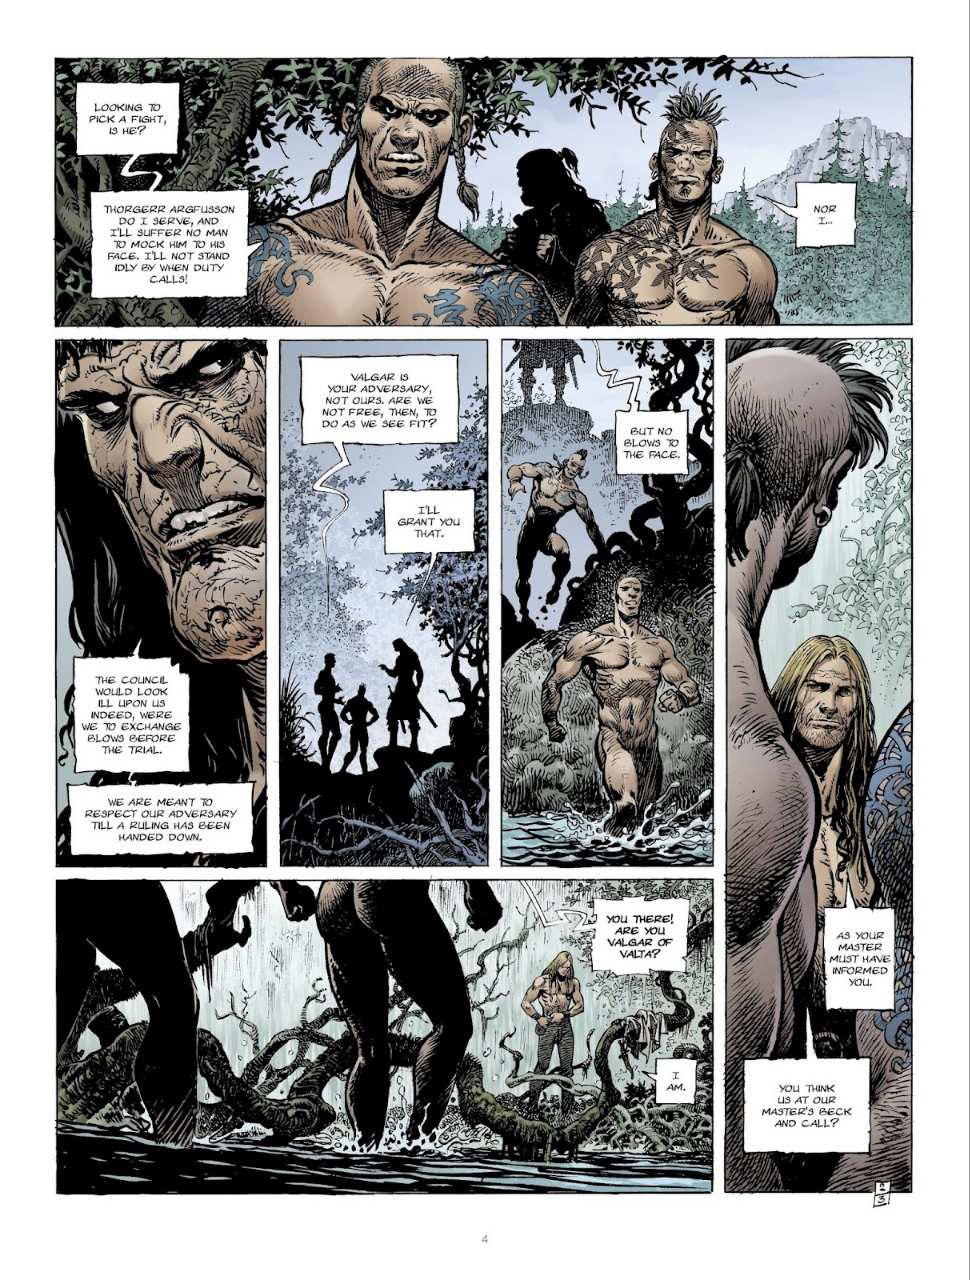 LOOKING TO
PICK A FIGHT,
IS HE?
THORGERR ARGFUSSON
DO I SERVE, AND
I'LL SUFFER NO MAN
TO MOCK HIM TO HIS
FACE. I'LL NOT STAND
IDLY BY WHEN DUTY
CALLS!
NOR
I...
THE COUNCIL
WOULD LOOK
ILL UPON US
INDEED, WERE
WE TO EXCHANGE
BLOWS BEFORE
THE TRIAL.
WE ARE MEANT TO
RESPECT OUR ADVERSARY
TILL A RULING HAS BEEN
HANDED DOWN.
VALGAR IS
YOUR ADVERSARY,
NOT OURS. ARE WE
NOT FREE, THEN, TO
DO AS WE SEE FIT?
I'LL
GRANT YOU
THAT.
BUT NO
BLOWS TO
THE FACE.
YOU THERE!
ARE YOU
VALGAR OF
VALTA?
I
AM.
AS YOUR
MASTER
MUST HAVE
INFORMED
YOU.
YOU THINK
US AT OUR
MASTER'S BECK
AND CALL?
2
3
4